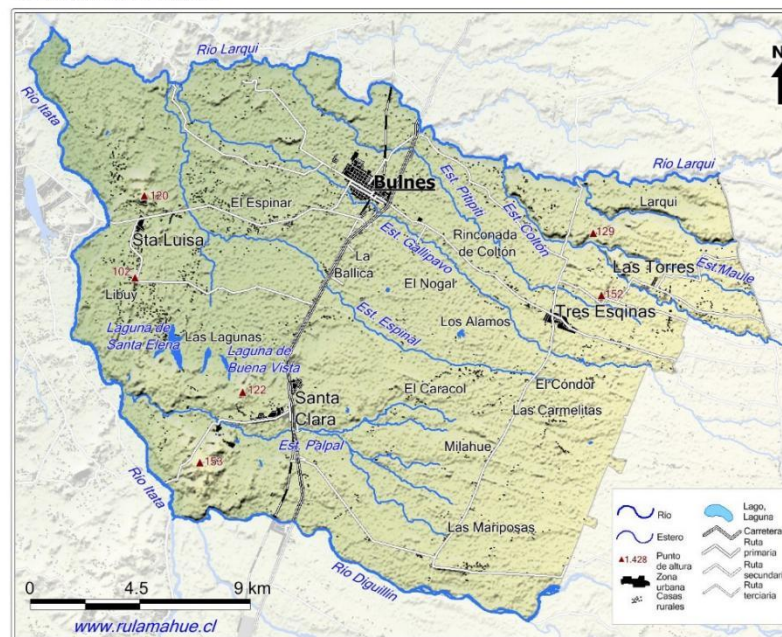 N
Río Larqui
Río Itata
Bulnes
120
El Espinar
Sta Luisa
Est. Pitipiti
Est. Coltón
Río Larqui
Larqui
129
Rinconada
de Coltón
Est. Gallipavo
La
Ballica
102
Libuy
El Nogal
Las Torres
Est. Maule
152
Tres Esqinas
Los Alamos
Est. Espinal
Laguna de
Santa Elena
Las Lagunas
Laguna de
Buena Vista
122
Santa
Clara
El Caracol
El Cóndor
Las Carmelitas
Est. Palpal
Milahue
153
Río Itata
Las Mariposas
Río Diguillín
0 4.5 9 km
www.rulamahue.cl
Río
Estero
1.428
Punto
de altura
Zona
urbana
Casas
rurales
Lago,
Laguna
Carretera
Ruta
primaria
Ruta
secundari
Ruta
terciaria